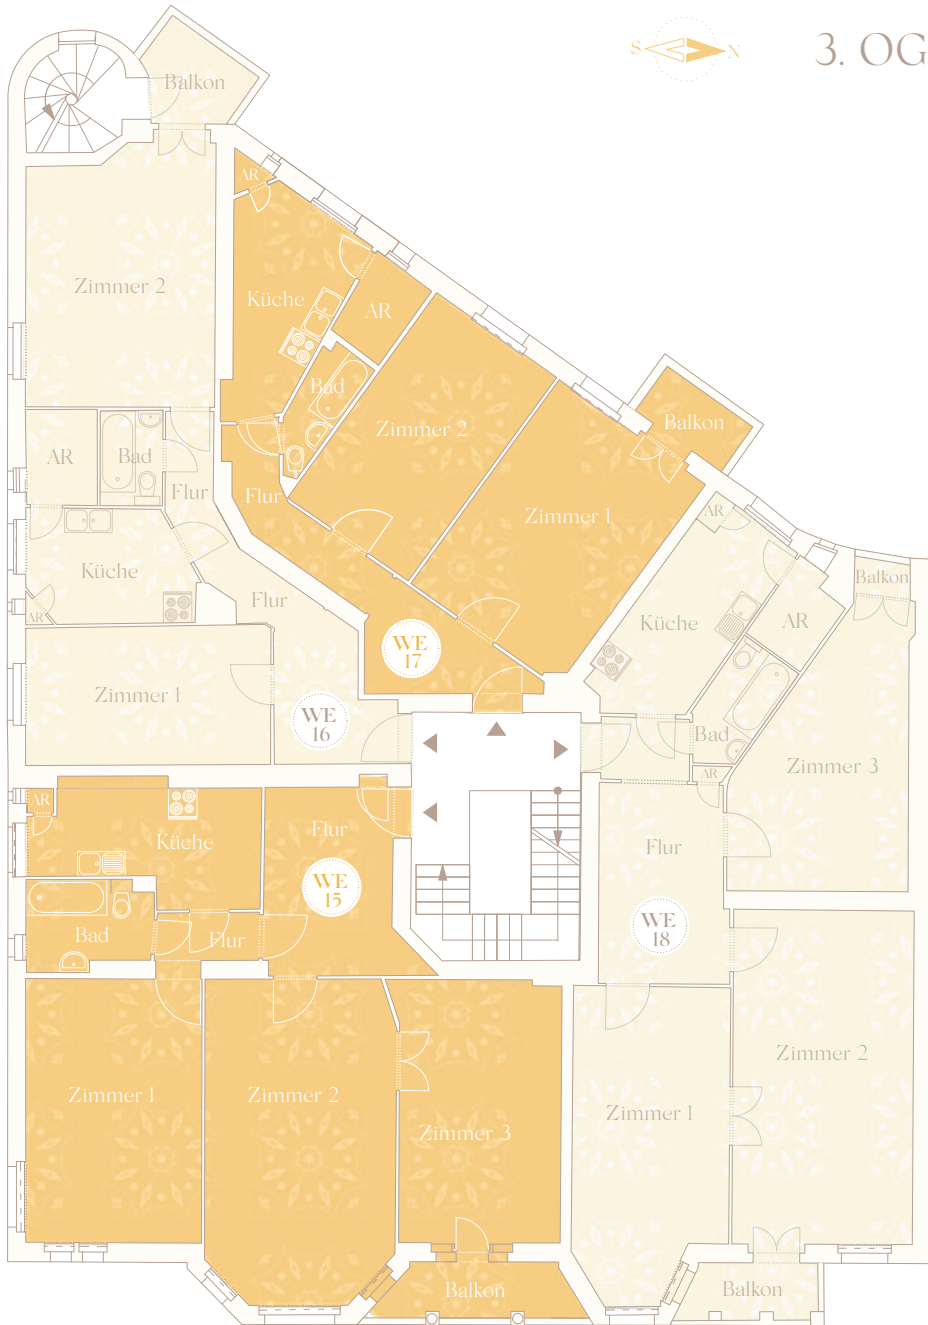 S N
3. OG
Balkon
AR
Zimmer 2
Küche
AR
Bad
Zimmer 2
Balkon
AR
Bad
Flur
Flur
Zimmer 1
AR
Küche
Balkon
Flur
AR
AR
Küche
WE
17
Zimmer 1
WE
16
Bad
Zimmer 3
AR
AR
Küche
Flur
Flur
WE
15
WE
18
Bad
Flur
Zimmer 1
Zimmer 2
Zimmer 3
Zimmer 1
Zimmer 2
Balkon
Balkon